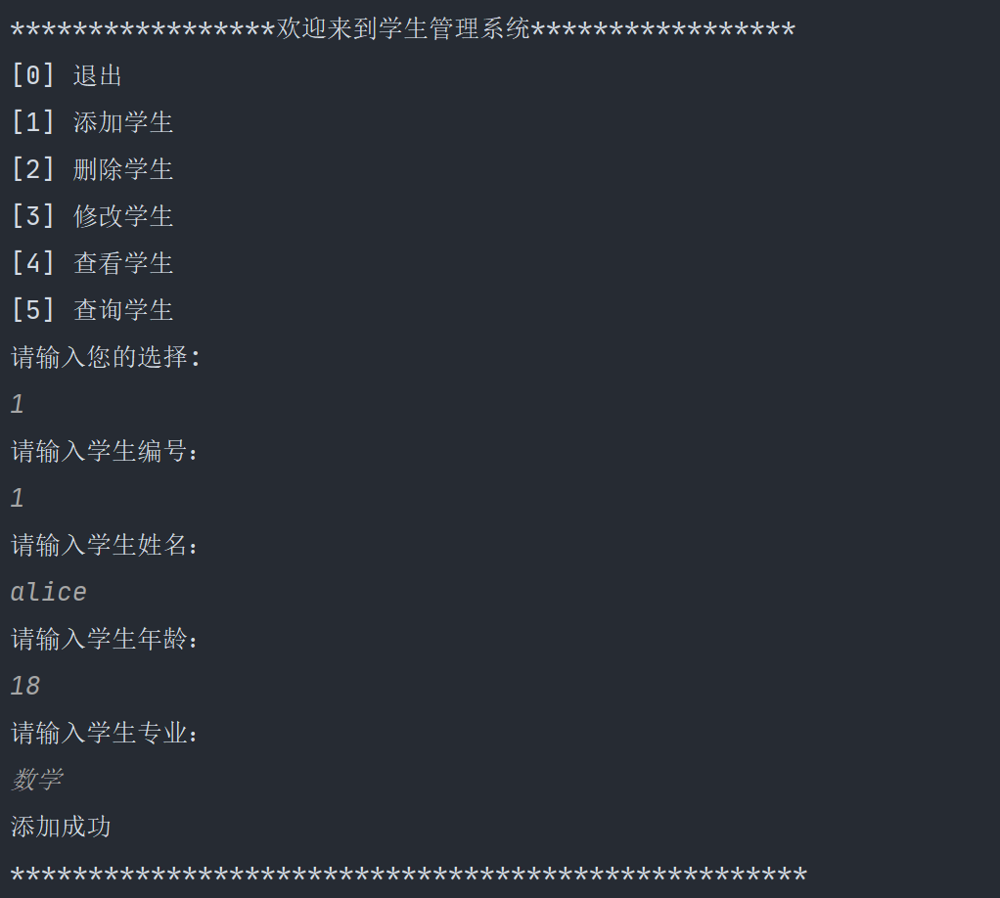 *****************欢迎来到学生管理系统*****************
[0] 退出
[1] 添加学生
[2] 删除学生
[3] 修改学生
[4] 查看学生
[5] 查询学生
请输入您的选择:
1
请输入学生编号：
1
请输入学生姓名：
alice
请输入学生年龄：
18
请输入学生专业：
数学
添加成功
***************************************************